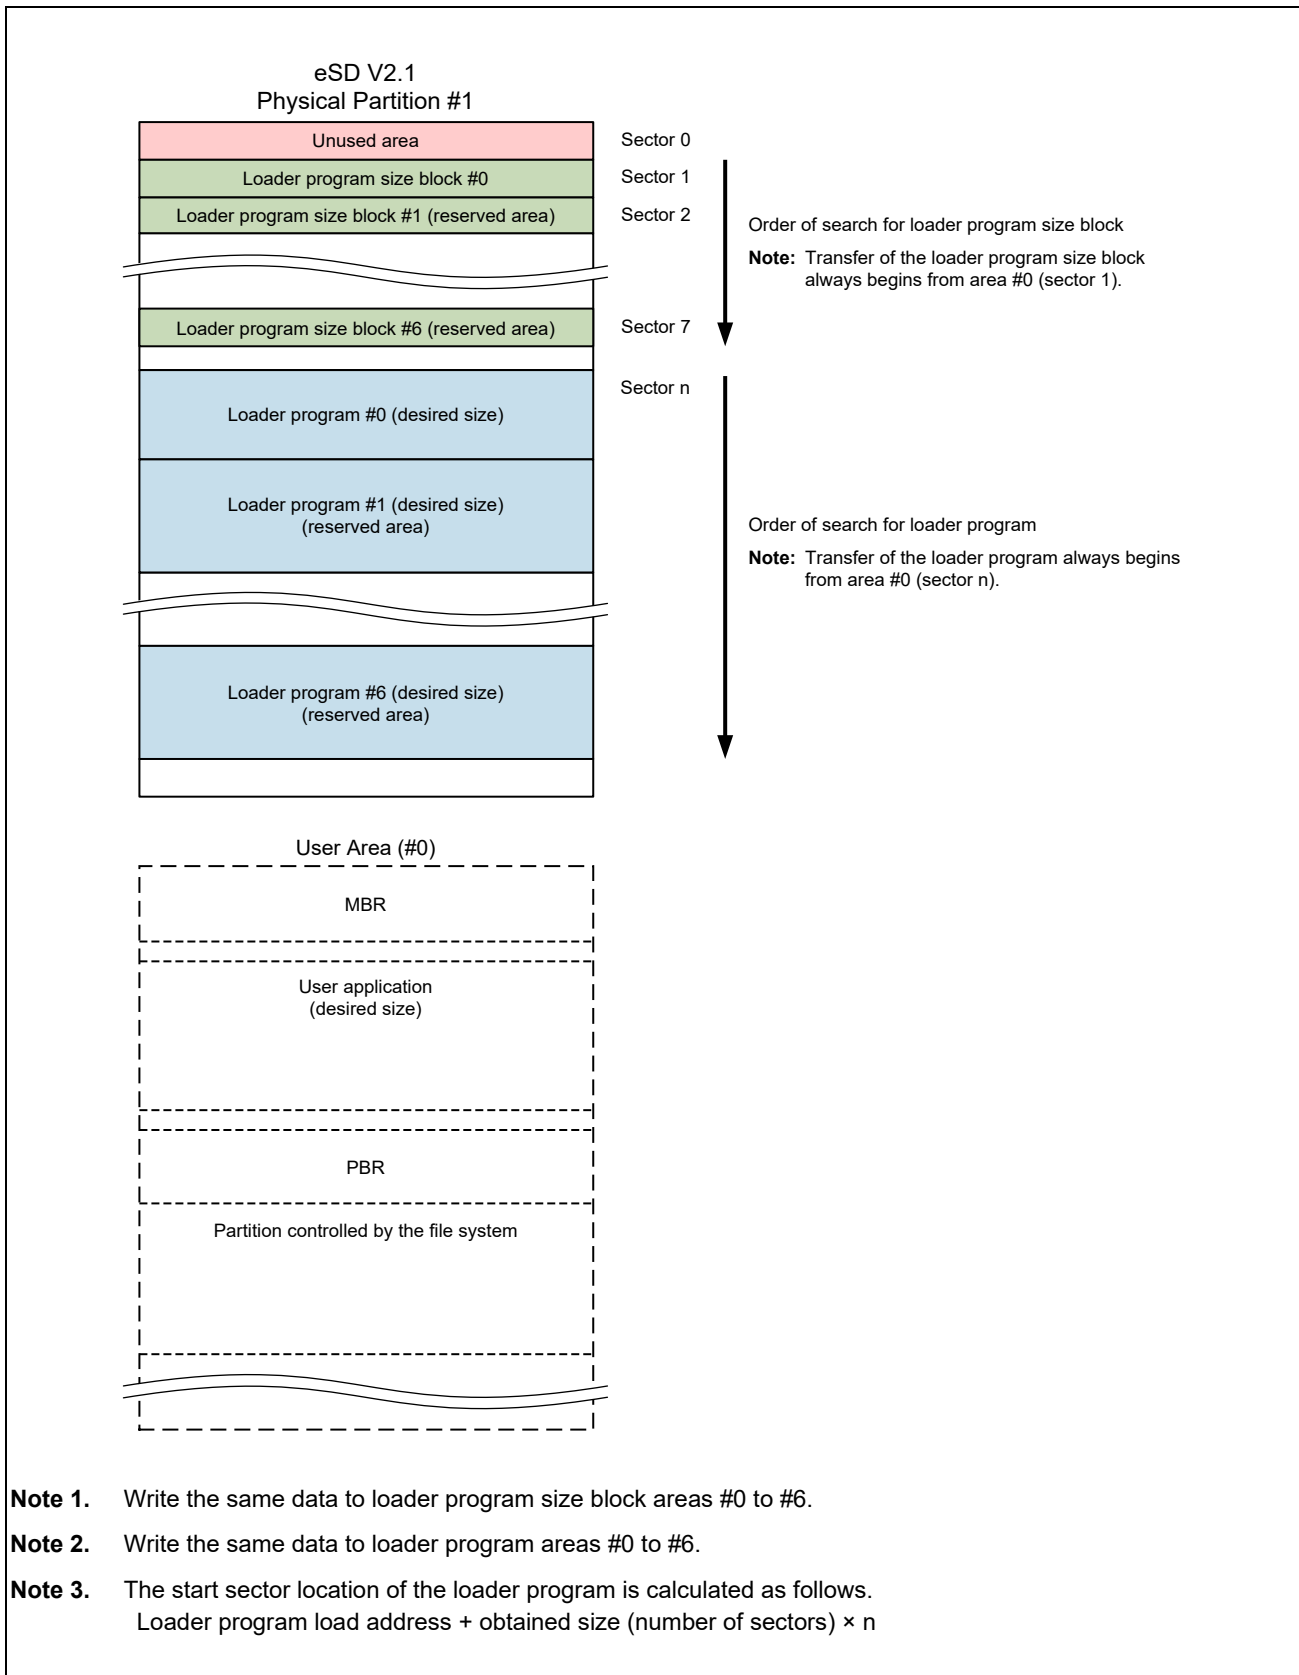 eSD V2.1
Physical Partition #1
Unused area
Sector 0
Loader program size block #0
Sector 1
Loader program size block #1 (reserved area)
Sector 2
Order of search for loader program size block
Note: Transfer of the loader program size block
always begins from area #0 (sector 1).
Loader program size block #6 (reserved area)
Sector 7
Sector n
Loader program #0 (desired size)
Loader program #1 (desired size)
(reserved area)
Order of search for loader program
Note: Transfer of the loader program always begins
from area #0 (sector n).
Loader program #6 (desired size)
(reserved area)
User Area (#0)
MBR
User application
(desired size)
PBR
Partition controlled by the file system
Note 1. Write the same data to loader program size block areas #0 to #6.
Note 2. Write the same data to loader program areas #0 to #6.
Note 3. The start sector location of the loader program is calculated as follows.
Loader program load address + obtained size (number of sectors) × n